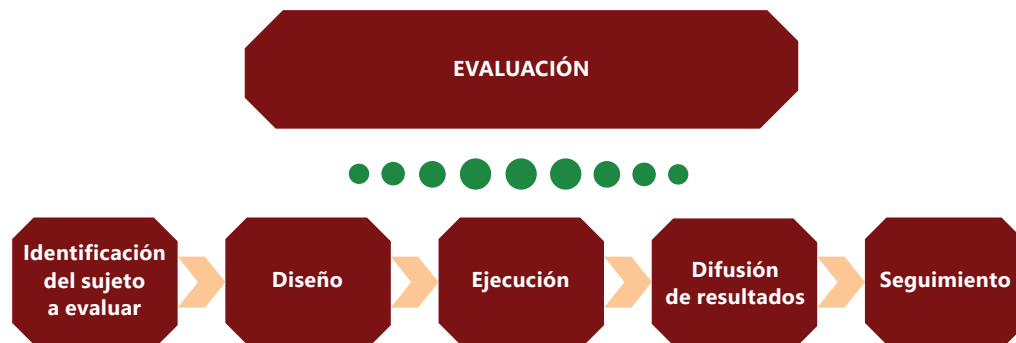 EVALUACIÓN
Identificación
del sujeto
a evaluar
Diseño
Ejecución
Difusión
de resultados
Seguimiento